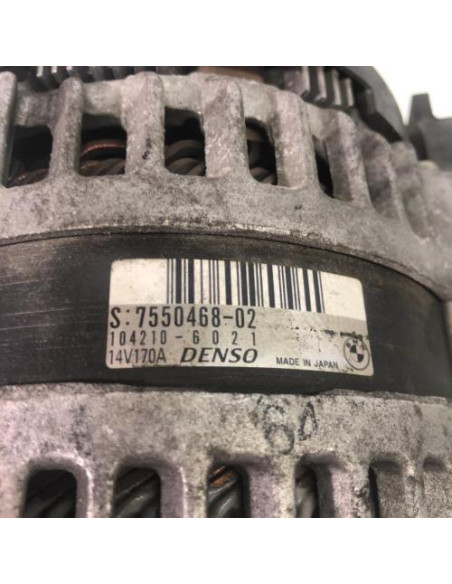 S:7550468-02
104210-6021
14V170A DENSO MADE IN JAPAN